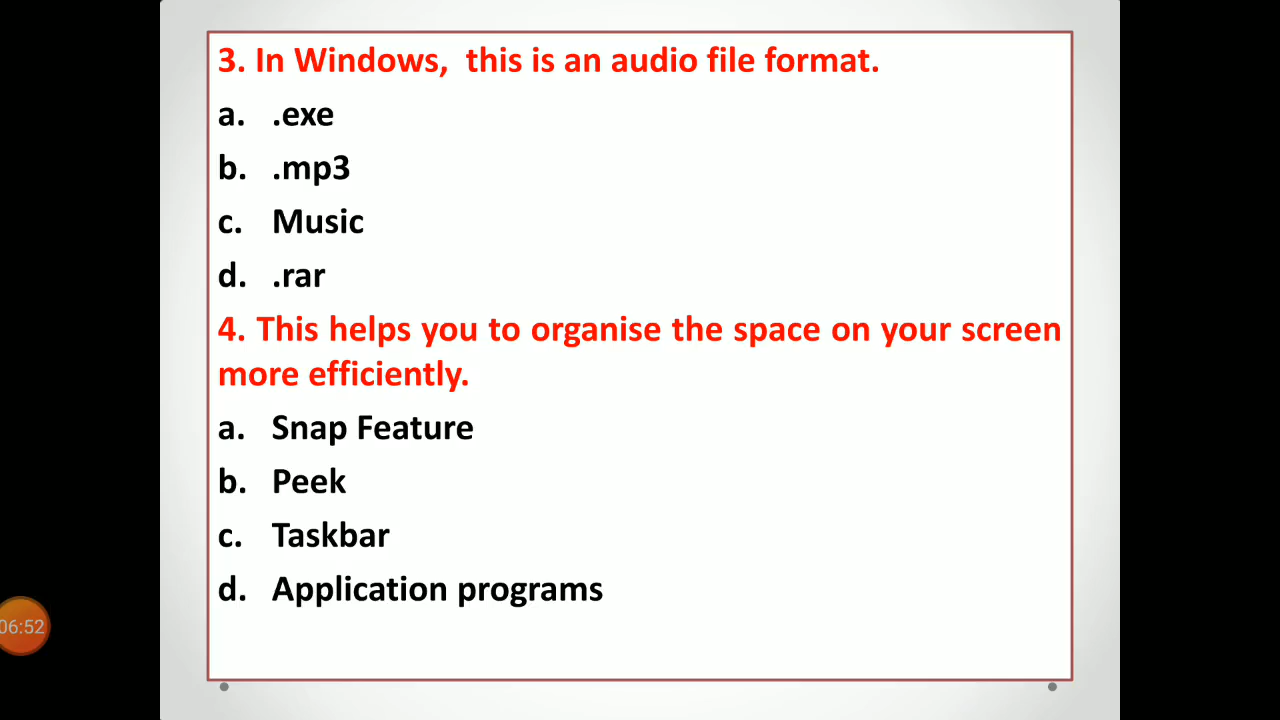 3. In Windows, this is an audio file format.
a. .exe
b. .mp3
c. Music
d. .rar
4. This helps you to organise the space on your screen
more efficiently.
a. Snap Feature
b. Peek
c. Taskbar
d. Application programs
06:52